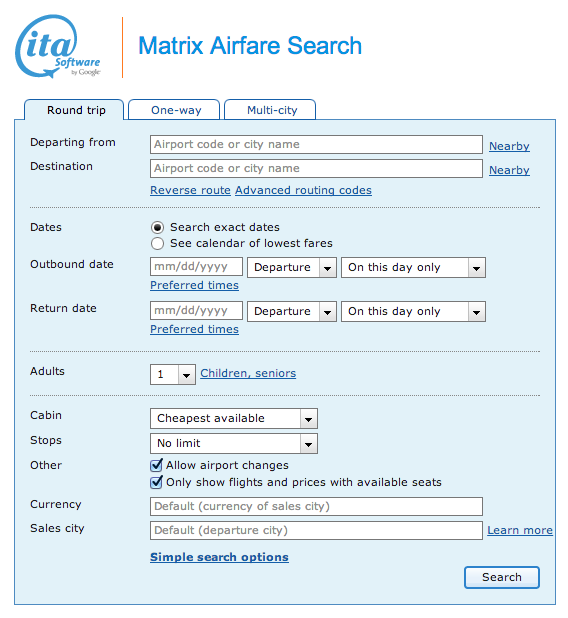 ita
Software
by Google
Matrix Airfare Search
Round trip One-way Multi-city
Departing from Airport code or city name Nearby
Destination Airport code or city name Nearby
Reverse route Advanced routing codes
Dates Search exact dates
See calendar of lowest fares
Outbound date mm/dd/yyyy Departure On this day only
Preferred times
Return date mm/dd/yyyy Departure On this day only
Preferred times
Adults 1 Children, seniors
Cabin Cheapest available
Stops No limit
Other Allow airport changes
Only show flights and prices with available seats
Currency Default (currency of sales city)
Sales city Default (departure city) Learn more
Simple search options
Search